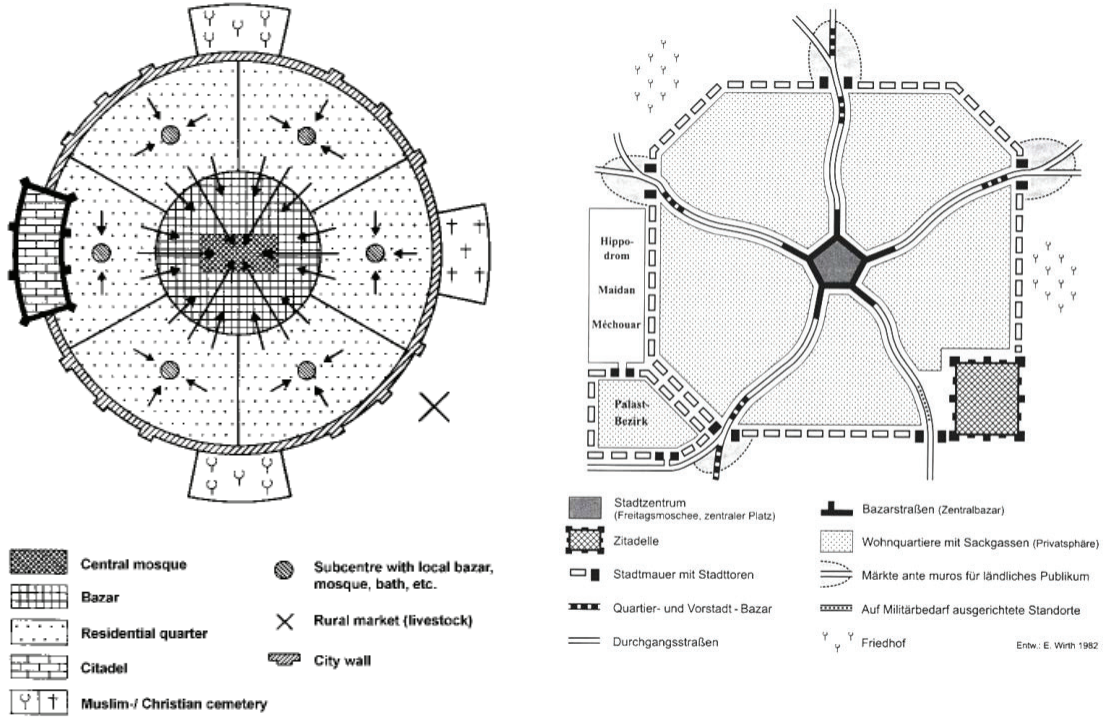 Central mosque
Bazar
Residential quarter
Citadel
Muslim-/ Christian cemetery
Subcentre with local bazar,
mosque, bath, etc.
Rural market (livestock)
City wall
Hippo-
drom
Maidan
Méchouar
Palast-
Bezirk
Stadtzentrum
(Freitagsmoschee, zentraler Platz)
Zitadelle
Stadtmauer mit Stadttoren
Quartier- und Vorstadt - Bazar
Durchgangsstraßen
Bazarstraßen (Zentralbazar)
Wohnquartiere mit Sackgassen (Privatsphäre)
Märkte ante muros für ländliches Publikum
Auf Militärbedarf ausgerichtete Standorte
Friedhof
Entw.: E. Wirth 1982